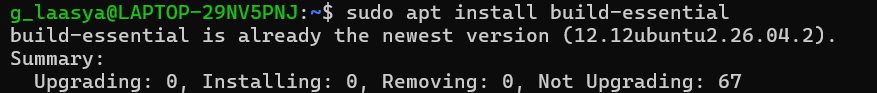 g_laasya@LAPTOP-29NV5PNJ:~$ sudo apt install build-essential
build-essential is already the newest version (12.12ubuntu2.26.04.2).
Summary:
  Upgrading: 0, Installing: 0, Removing: 0, Not Upgrading: 67